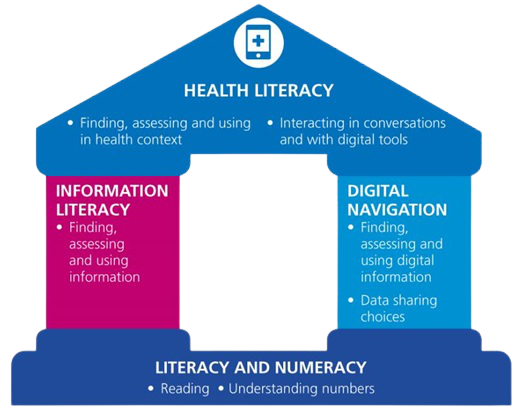 HEALTH LITERACY
• Finding, assessing and using
in health context
• Interacting in conversations
and with digital tools
INFORMATION
LITERACY
• Finding,
assessing
and using
information
DIGITAL
NAVIGATION
• Finding,
assessing and
using digital
information
• Data sharing
choices
LITERACY AND NUMERACY
• Reading • Understanding numbers